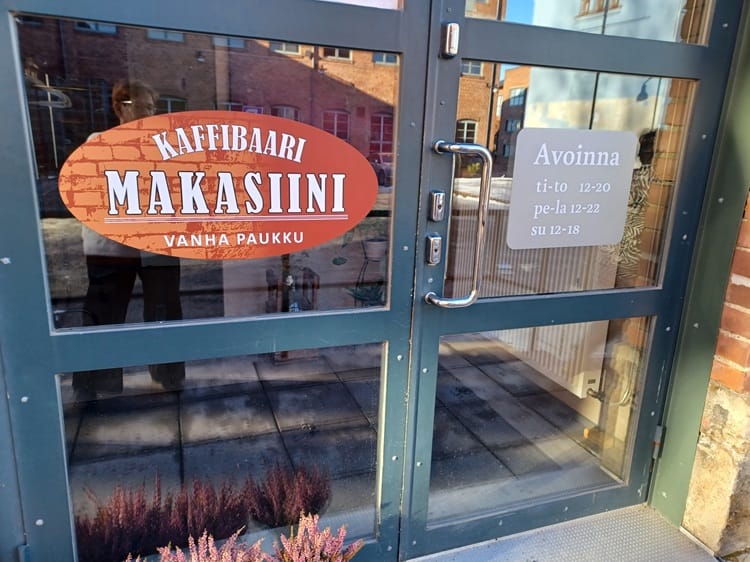 KAFFIBAARI
MAKASIINI
VANHA PAUKKU
Avoinna
ti-to 12-20
pe-la 12-22
su 12-18